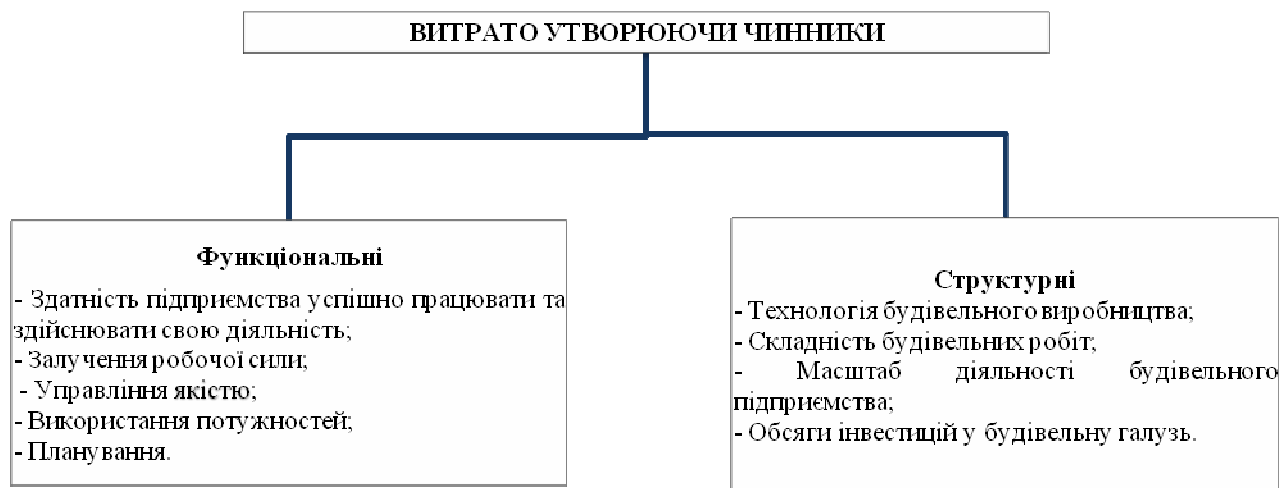 ВИТРАТО УТВОРЮЮЧИ ЧИННИКИ
Функціональні
- Здатність підприємства успішно працювати та
здійснювати свою діяльність;
- Залучення робочої сили;
- Управління якістю;
- Використання потужностей;
- Планування.
Структурні
- Технологія будівельного виробництва;
- Складність будівельних робіт;
- Масштаб діяльності будівельного
підприємства;
- Обсяги інвестицій у будівельну галузь.